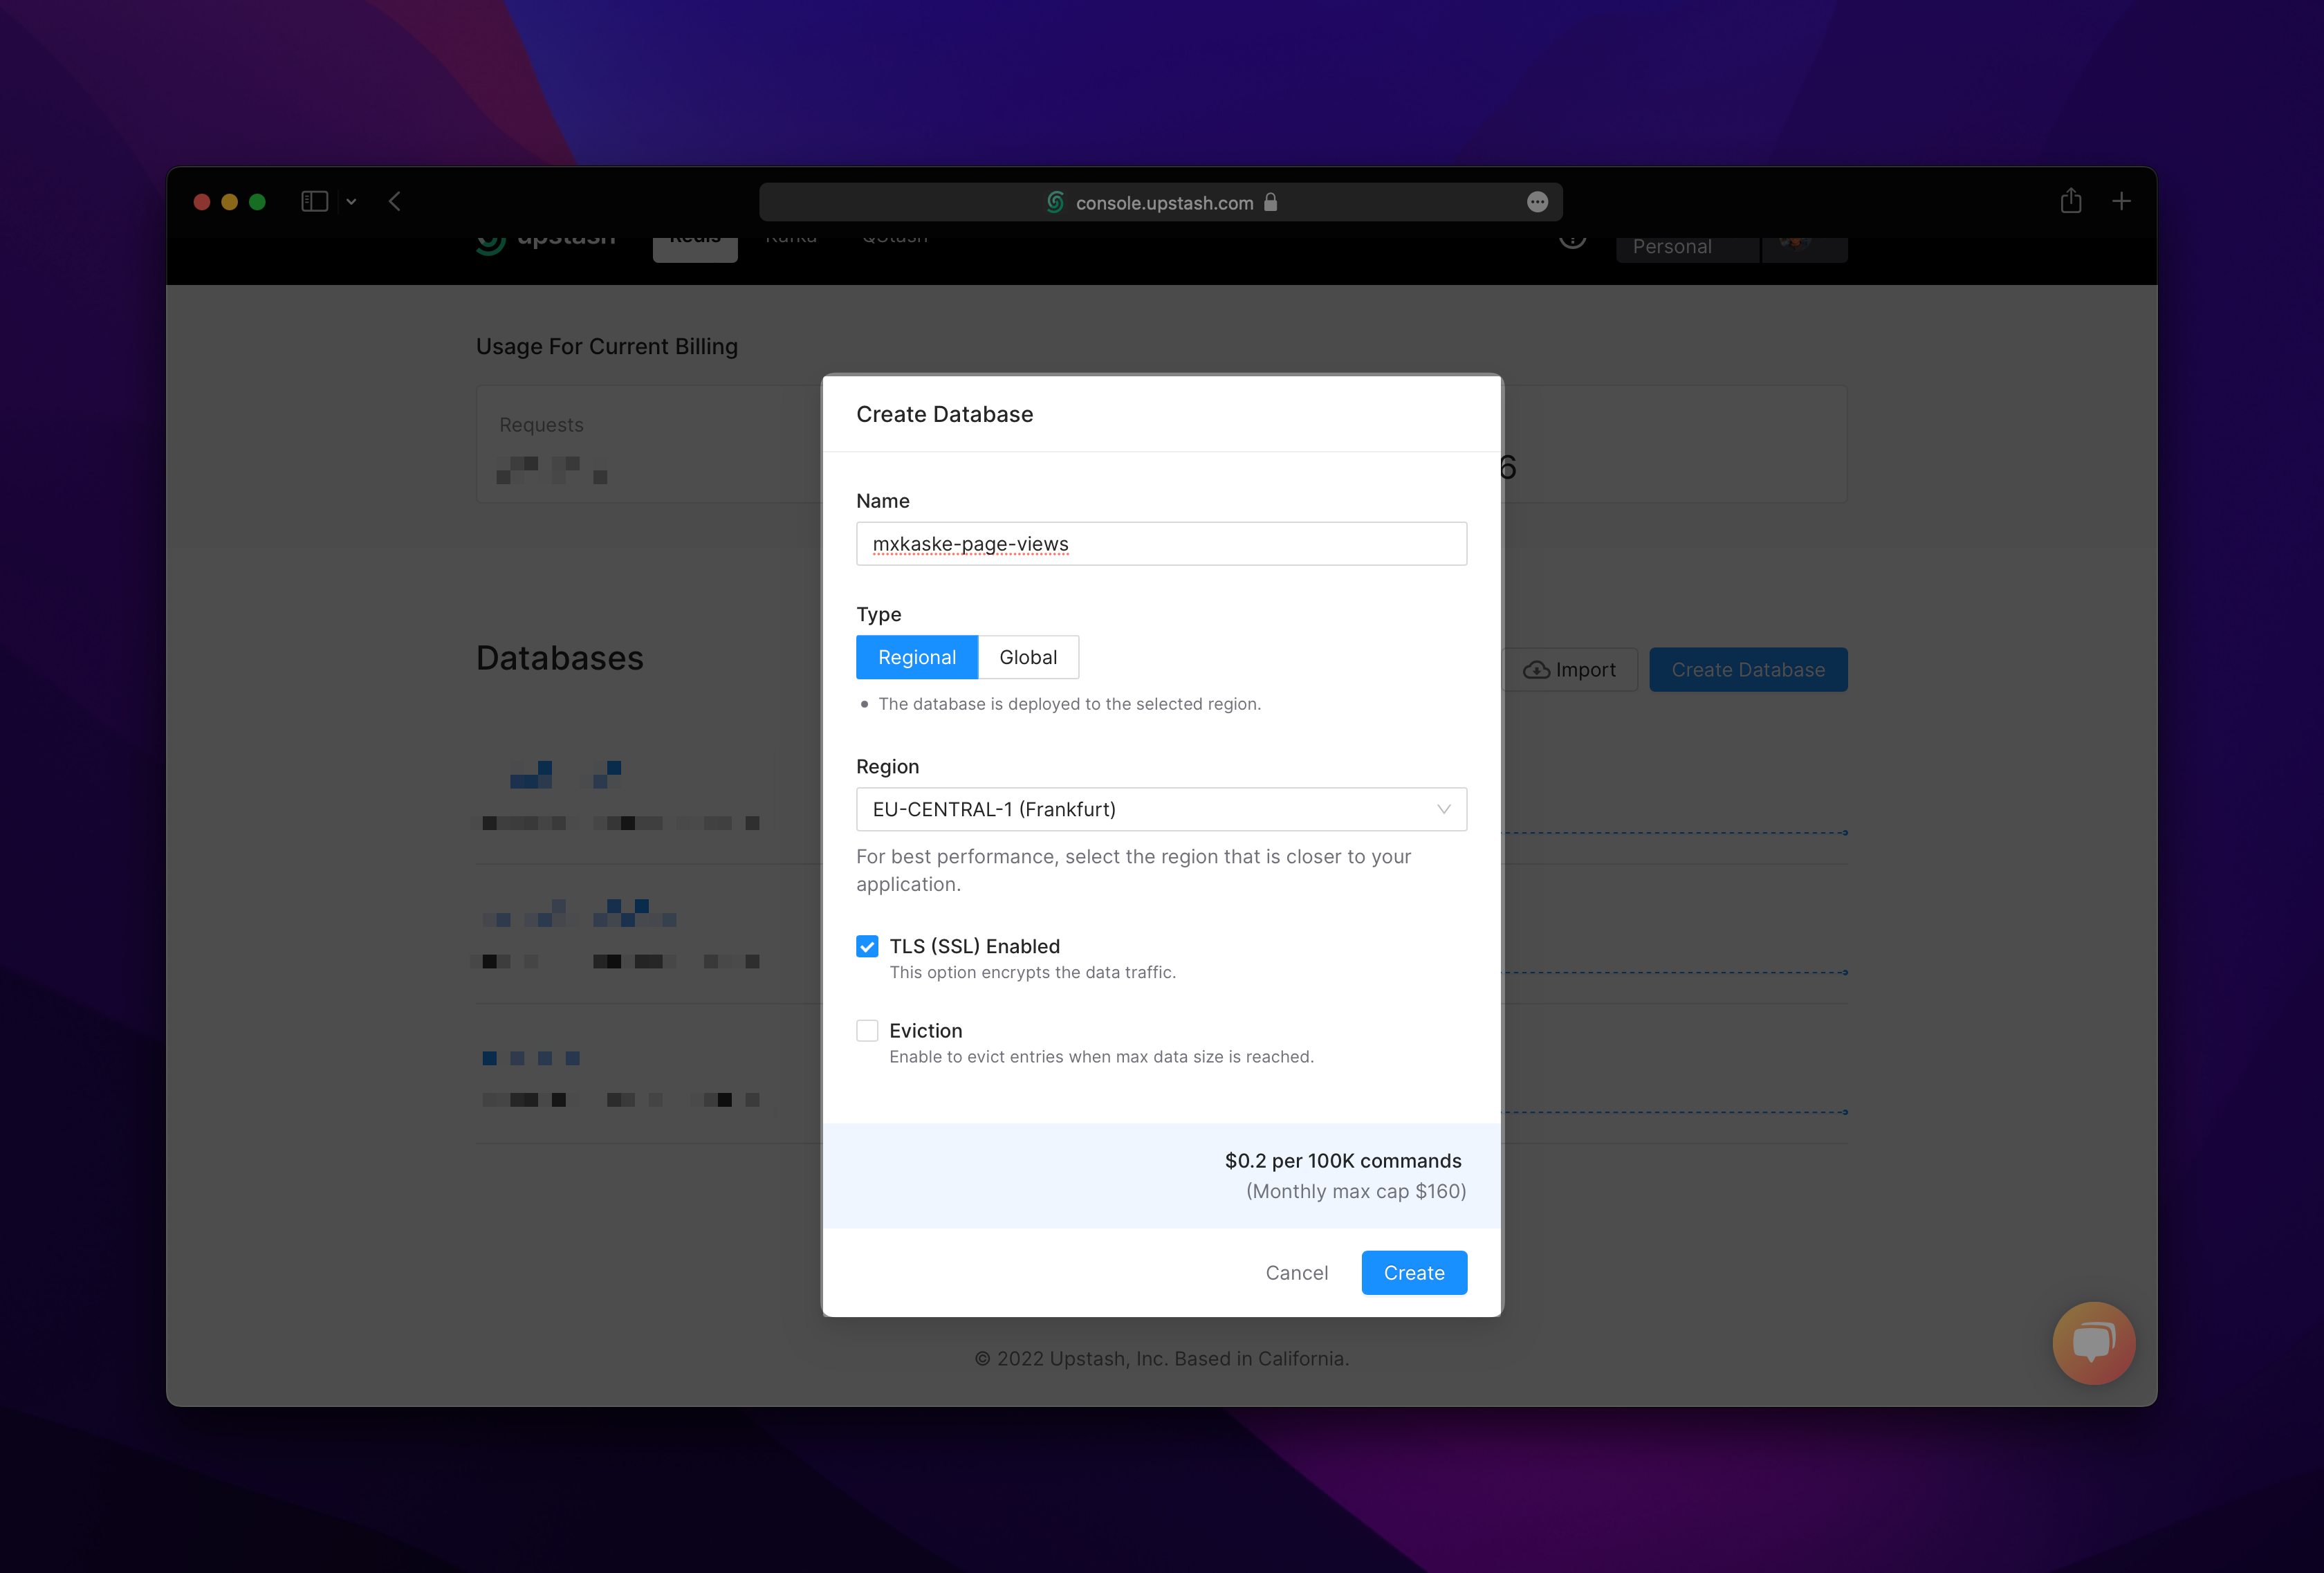 console.upstash.com
upstash
Redis
Kafka
QStash
Personal
Usage For Current Billing
Requests
6
Databases
Import
Create Database
Create Database
Name
mxkaske-page-views
Type
Regional
Global
The database is deployed to the selected region.
Region
EU-CENTRAL-1 (Frankfurt)
For best performance, select the region that is closer to your
application.
TLS (SSL) Enabled
This option encrypts the data traffic.
Eviction
Enable to evict entries when max data size is reached.
$0.2 per 100K commands
(Monthly max cap $160)
Cancel
Create
© 2022 Upstash, Inc. Based in California.